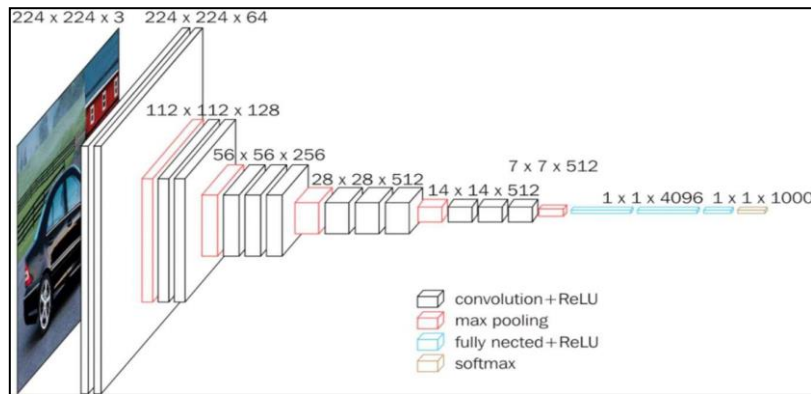 224 x 224 x 3
224 x 224 x 64
112 x 112 x 128
56 x 56 x 256
28 x 28 x 512
14 x 14 x 512
7 x 7 x 512
1 x 1 x 4096
1 x 1 x 1000
convolution+ReLU
max pooling
fully nected+ReLU
softmax